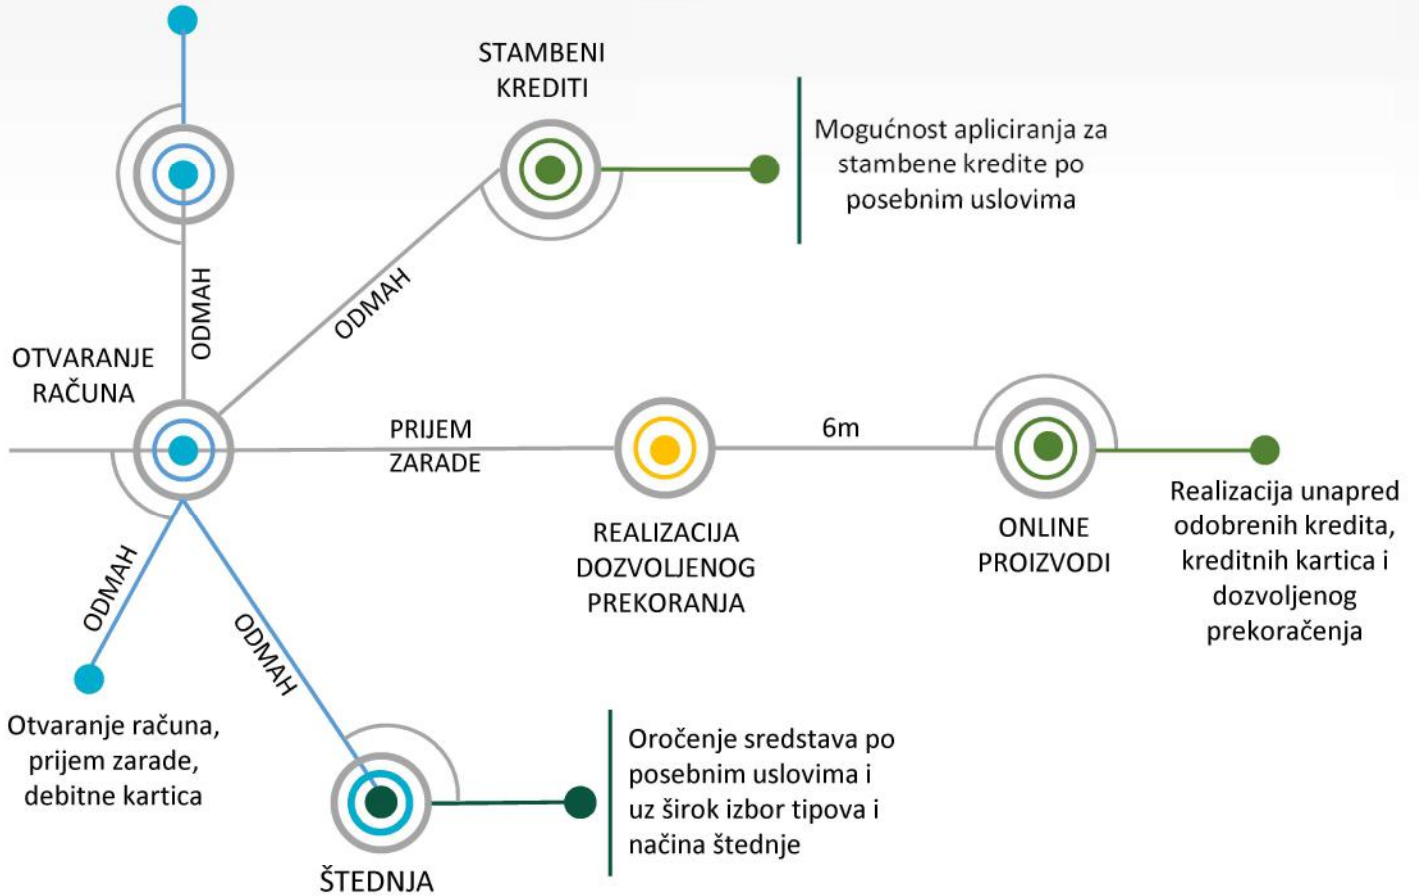 STAMBENI
KREDITI
Mogućnost apliciranja za
stambene kredite po
posebnim uslovima
ODMAH
ODMAH
OTVARANJE
RAČUNA
PRIJEM
ZARADE
6m
REALIZACIJA
DOZVOLJENOG
PREKORANJA
ONLINE
PROIZVODI
Realizacija unapred
odobrenih kredita,
kreditnih kartica i
dozvoljenog
prekoračenja
ODMAH
ODMAH
Otvaranje računa,
prijem zarade,
debitne kartica
Oročenje sredstava po
posebnim uslovima i
uz širok izbor tipova i
načina štednje
ŠTEDNJA